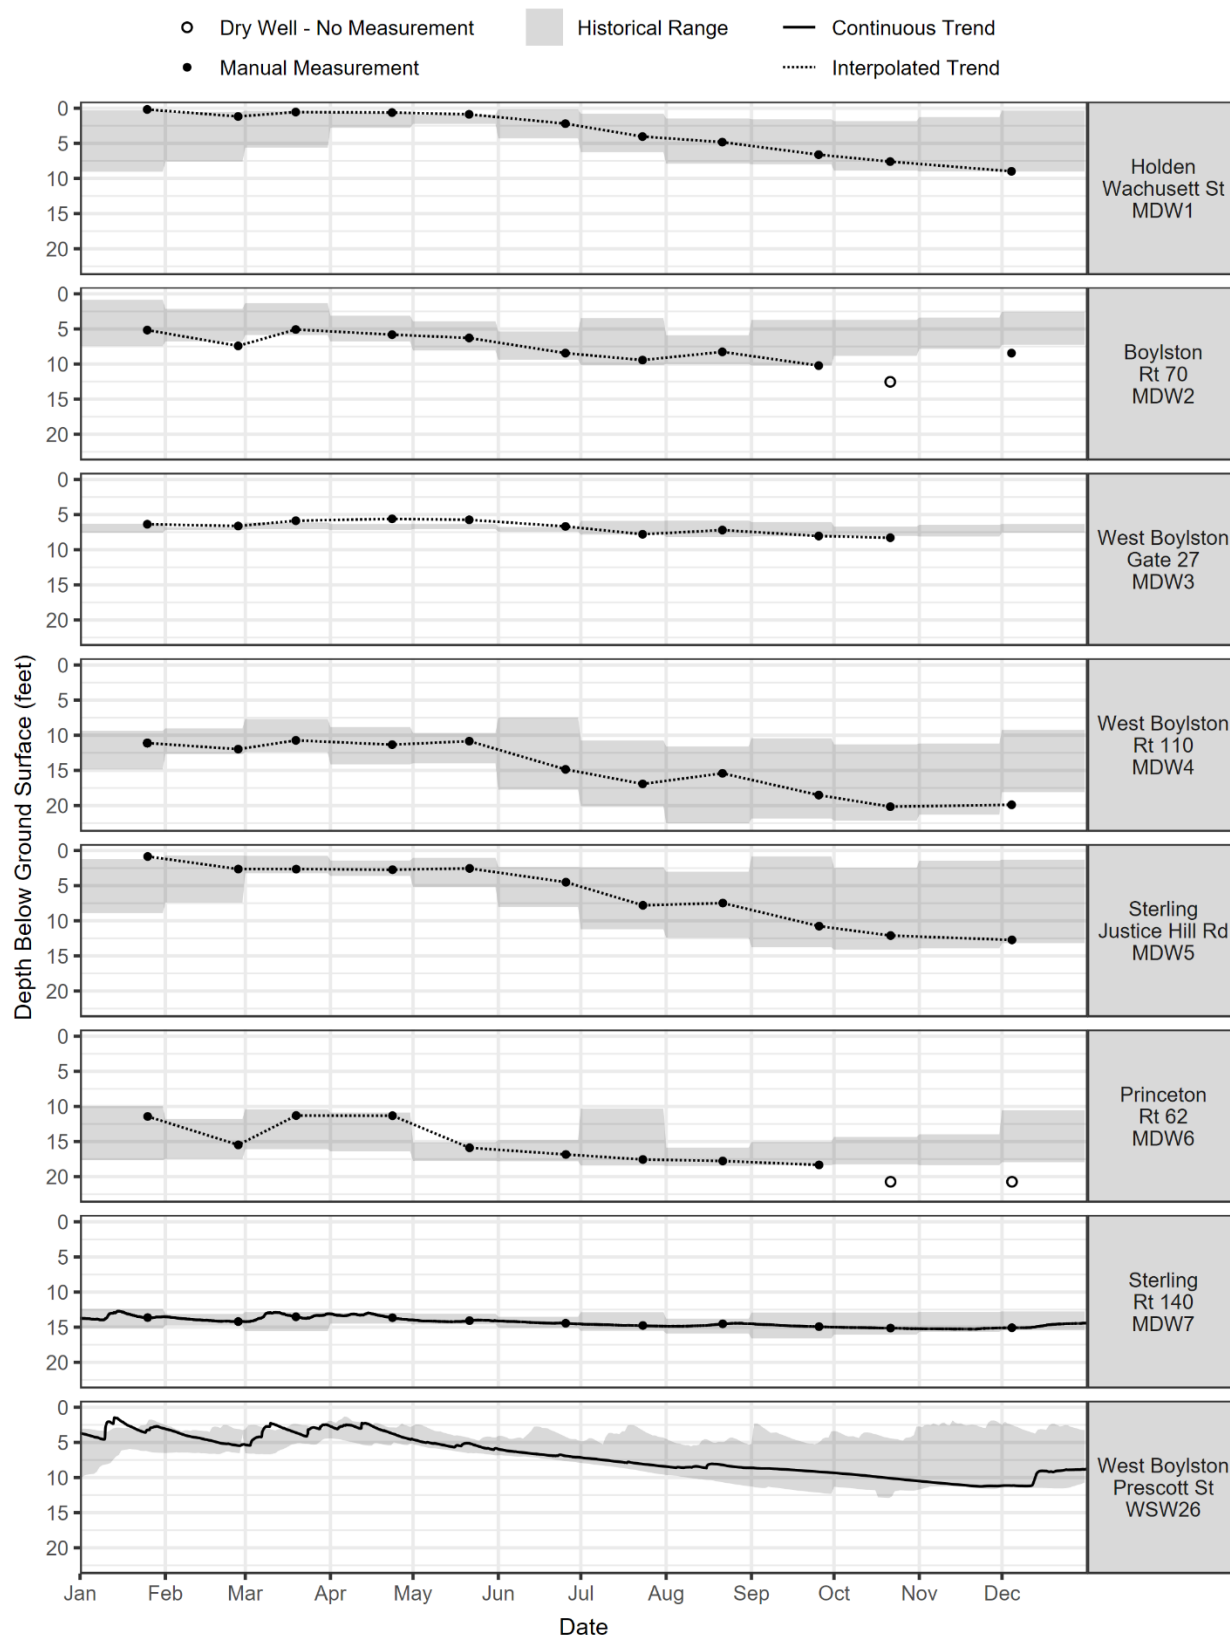 Dry Well - No Measurement
Historical Range
Continuous Trend
Manual Measurement
Interpolated Trend
Depth Below Ground Surface (feet)
0
5
10
15
20
Holden
Wachusett St
MDW1
0
5
10
15
20
Boylston
Rt 70
MDW2
0
5
10
15
20
West Boylston
Gate 27
MDW3
0
5
10
15
20
West Boylston
Rt 110
MDW4
0
5
10
15
20
Sterling
Justice Hill Rd
MDW5
0
5
10
15
20
Princeton
Rt 62
MDW6
0
5
10
15
20
Sterling
Rt 140
MDW7
0
5
10
15
20
West Boylston
Prescott St
WSW26
Jan Feb Mar Apr May Jun Jul Aug Sep Oct Nov Dec
Date